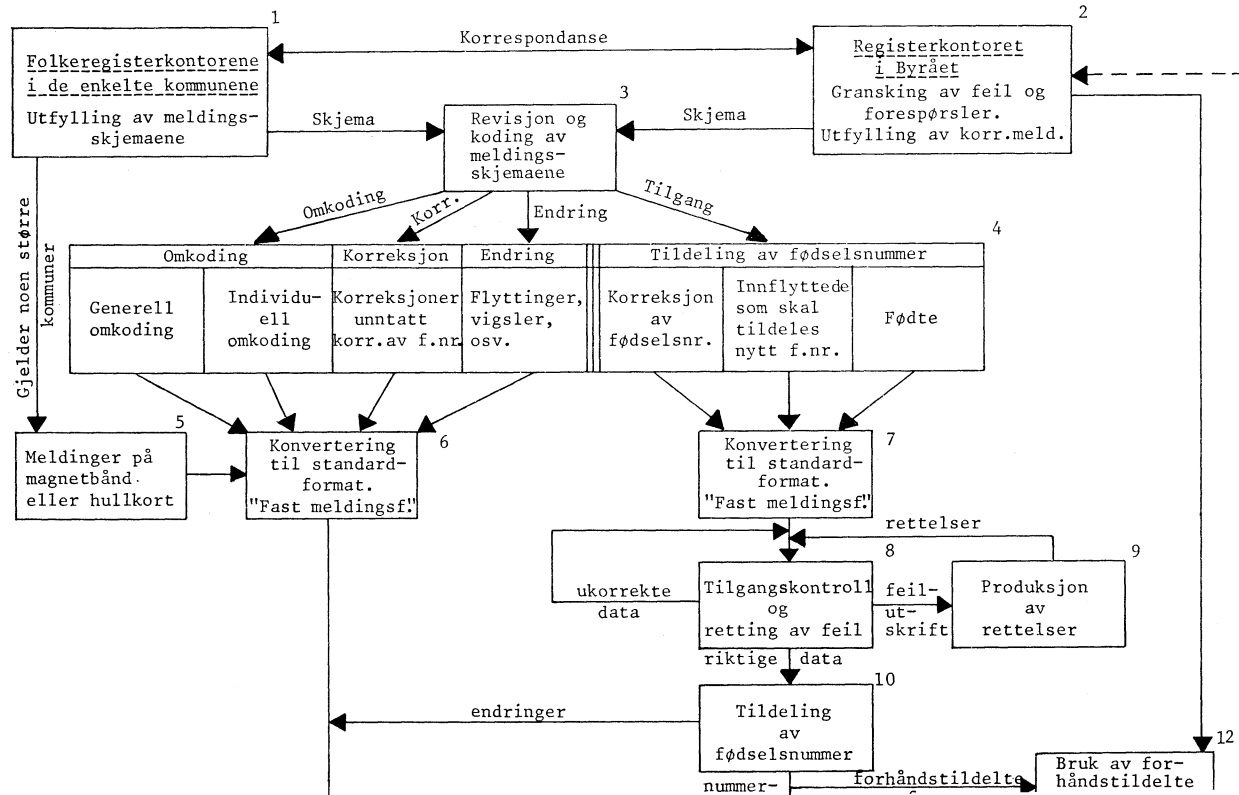 1
2
Folkeregisterkontorene
i de enkelte kommunene
Utfylling av meldings-
skjemaene
Korrespondanse
Registerkontoret
i Byrået
Gransking av feil og
forespørsler.
Utfylling av korr.meld.
Skjema
3
Revisjon og
koding av
meldings-
skjemaene
Skjema
Omkoding
Korr.
Endring
Tilgang
Gjelder noen større
kommuner
4
Omkoding
Korreksjon
Endring
Tildeling av fødselsnummer
Generell
omkoding
Individu-
ell
omkoding
Korreksjoner
unntatt
korr.av f.nr.
Flyttinger,
vigsler,
osv.
Korreksjon
av
fødselsnr.
Innflyttede
som skal
tildeles
nytt f.nr.
Fødte
5
Meldinger på
magnetbånd
eller hullkort
6
Konvertering
til standard-
format.
"Fast meldingsf."
7
Konvertering
til standard-
format.
"Fast meldingsf."
rettelser
8
Tilgangskontroll
og
retting av feil
ukorrekte
data
feil-
ut-
skrift
9
Produksjon
av
rettelser
riktige data
10
Tildeling
av
fødselsnummer
endringer
nummer-
forhåndstildelte
12
Bruk av for-
håndstildelte